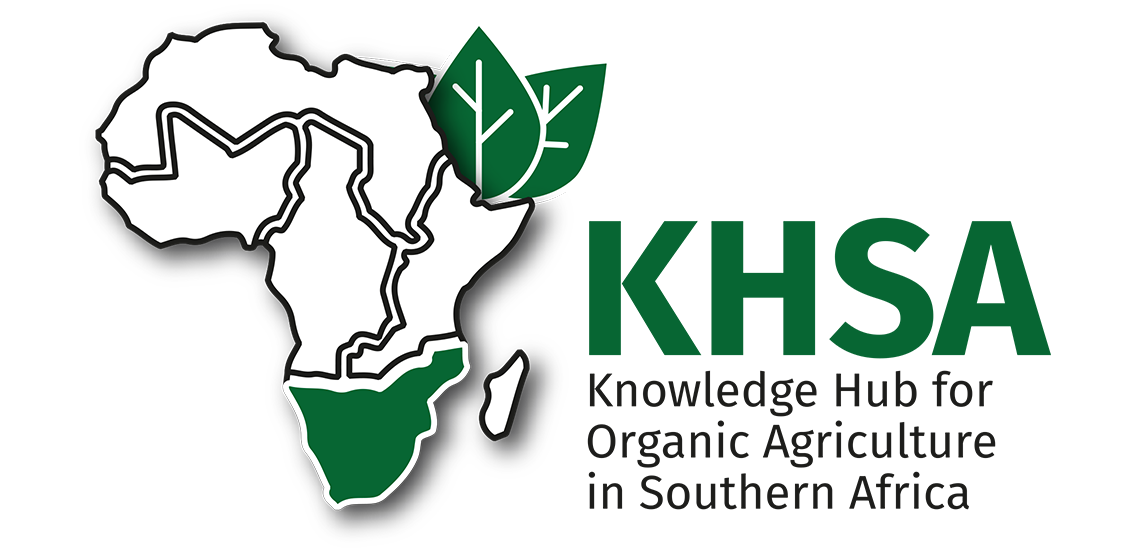 KHSA
Knowledge Hub for
Organic Agriculture
in Southern Africa